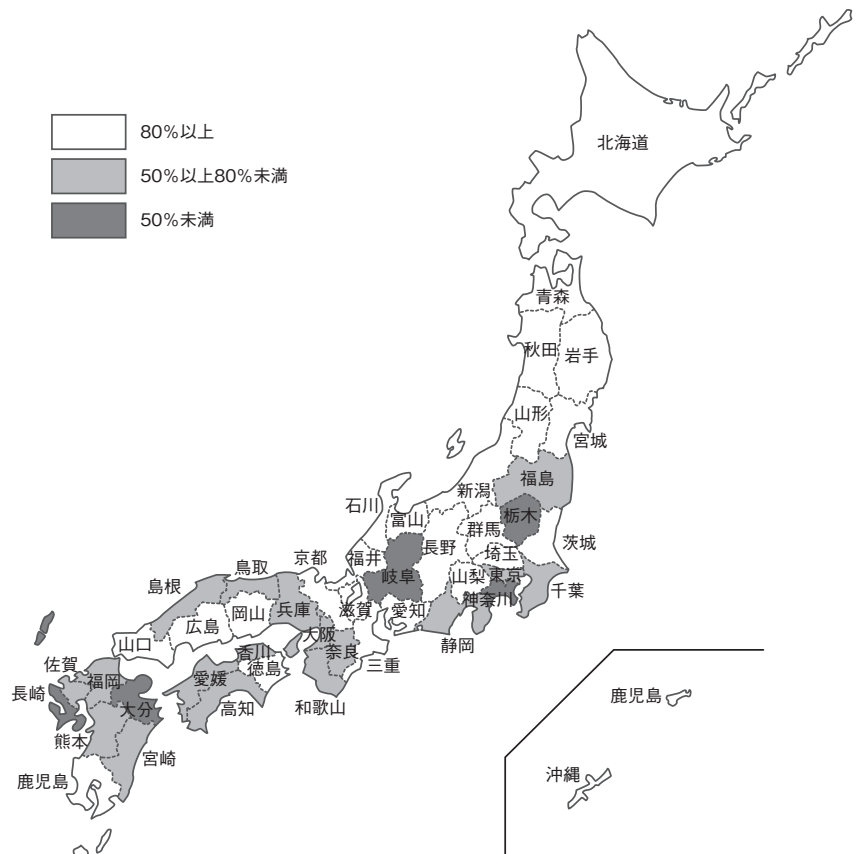 80％以上
50％以上80％未満
50％未満
北海道
青森
秋田
岩手
山形
宮城
福島
新潟
石川
富山
栃木
群馬
茨城
長野
福井
埼玉
岐阜
山梨
東京
神奈川
千葉
京都
鳥取
島根
滋賀
愛知
静岡
兵庫
岡山
広島
山口
大阪
奈良
三重
香川
徳島
愛媛
高知
和歌山
佐賀
福岡
長崎
大分
熊本
宮崎
鹿児島
鹿児島
沖縄